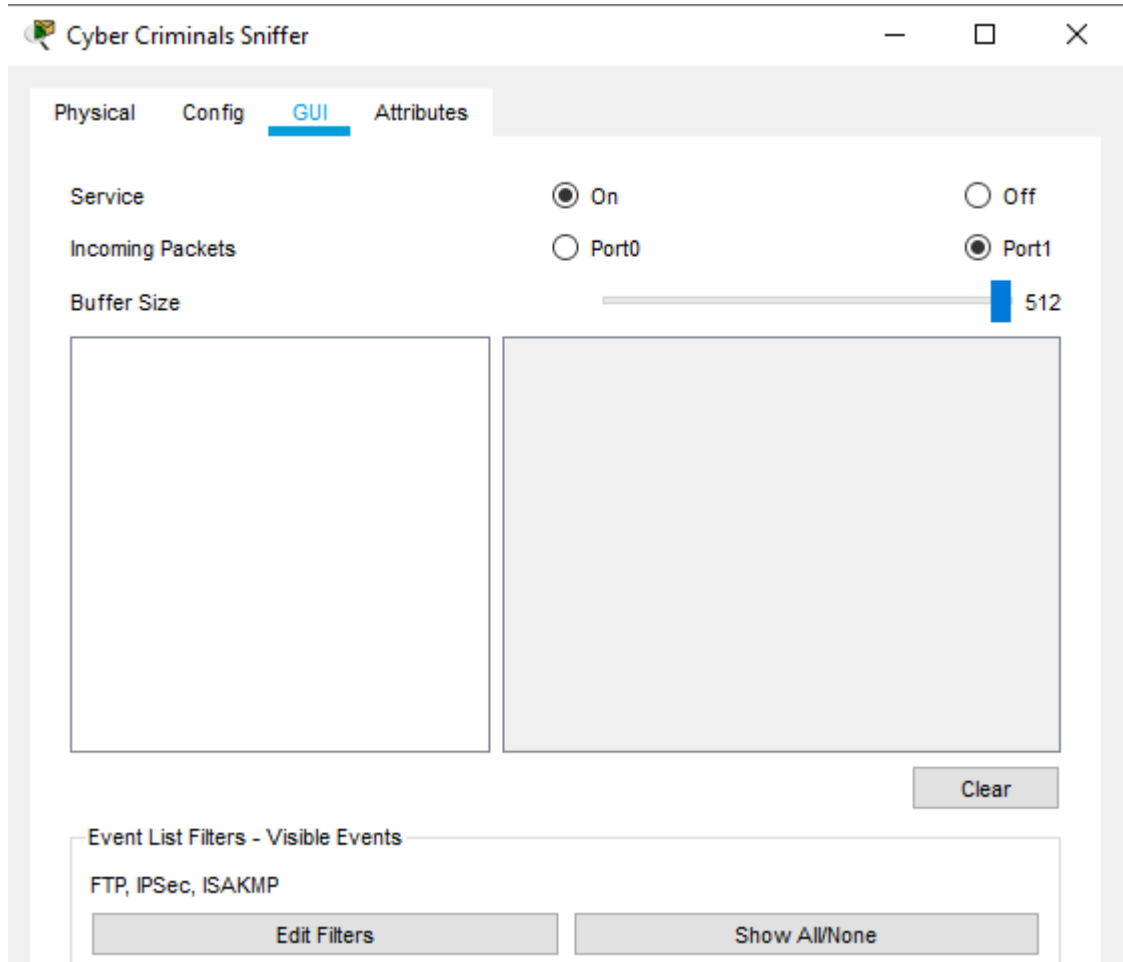 Cyber Criminals Sniffer
Physical Config GUI Attributes
Service On Off
Incoming Packets Port0 Port1
Buffer Size 512
Clear
Event List Filters - Visible Events
FTP, IPSec, ISAKMP
Edit Filters Show All/None